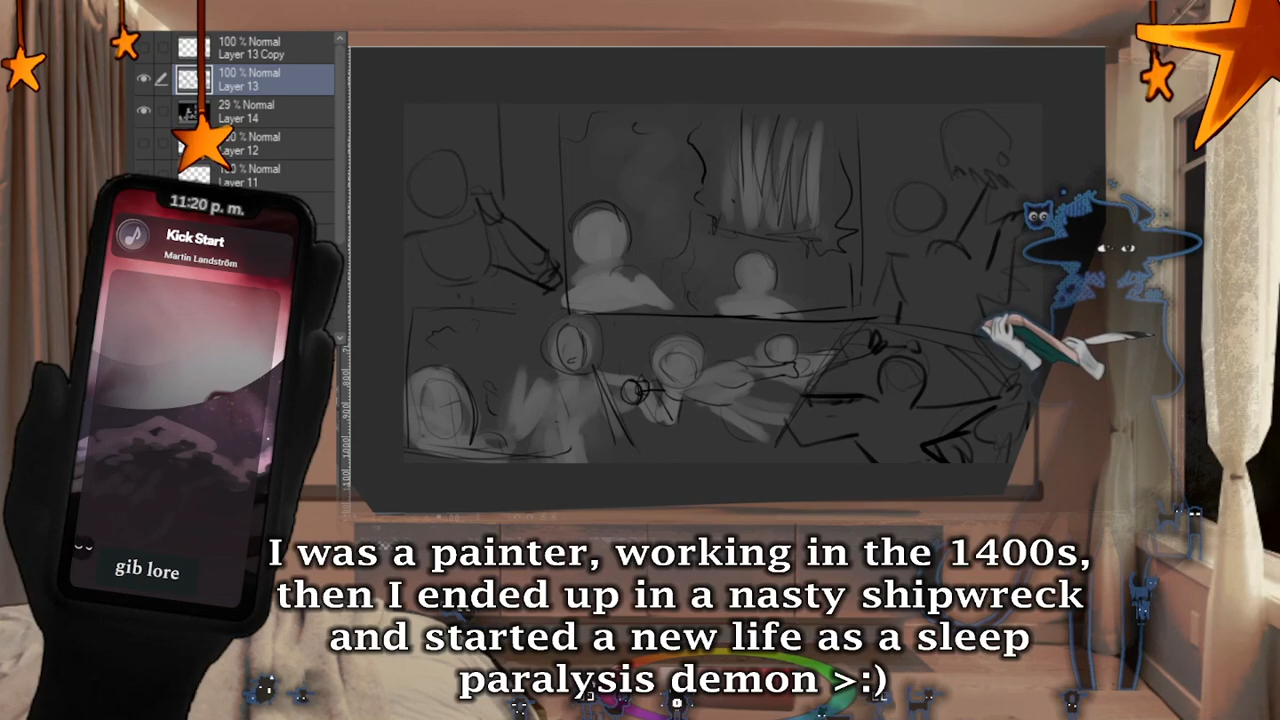 100 % Normal
Layer 13 Copy
100 % Normal
Layer 13
29 % Normal
Layer 14
% Normal
Layer 12
% Normal
Layer 11
11:20 p. m.
Kick Start
Martin Landström
gib lore
I was a painter, working in the 1400s,
then I ended up in a nasty shipwreck
and started a new life as a sleep
paralysis demon >:)